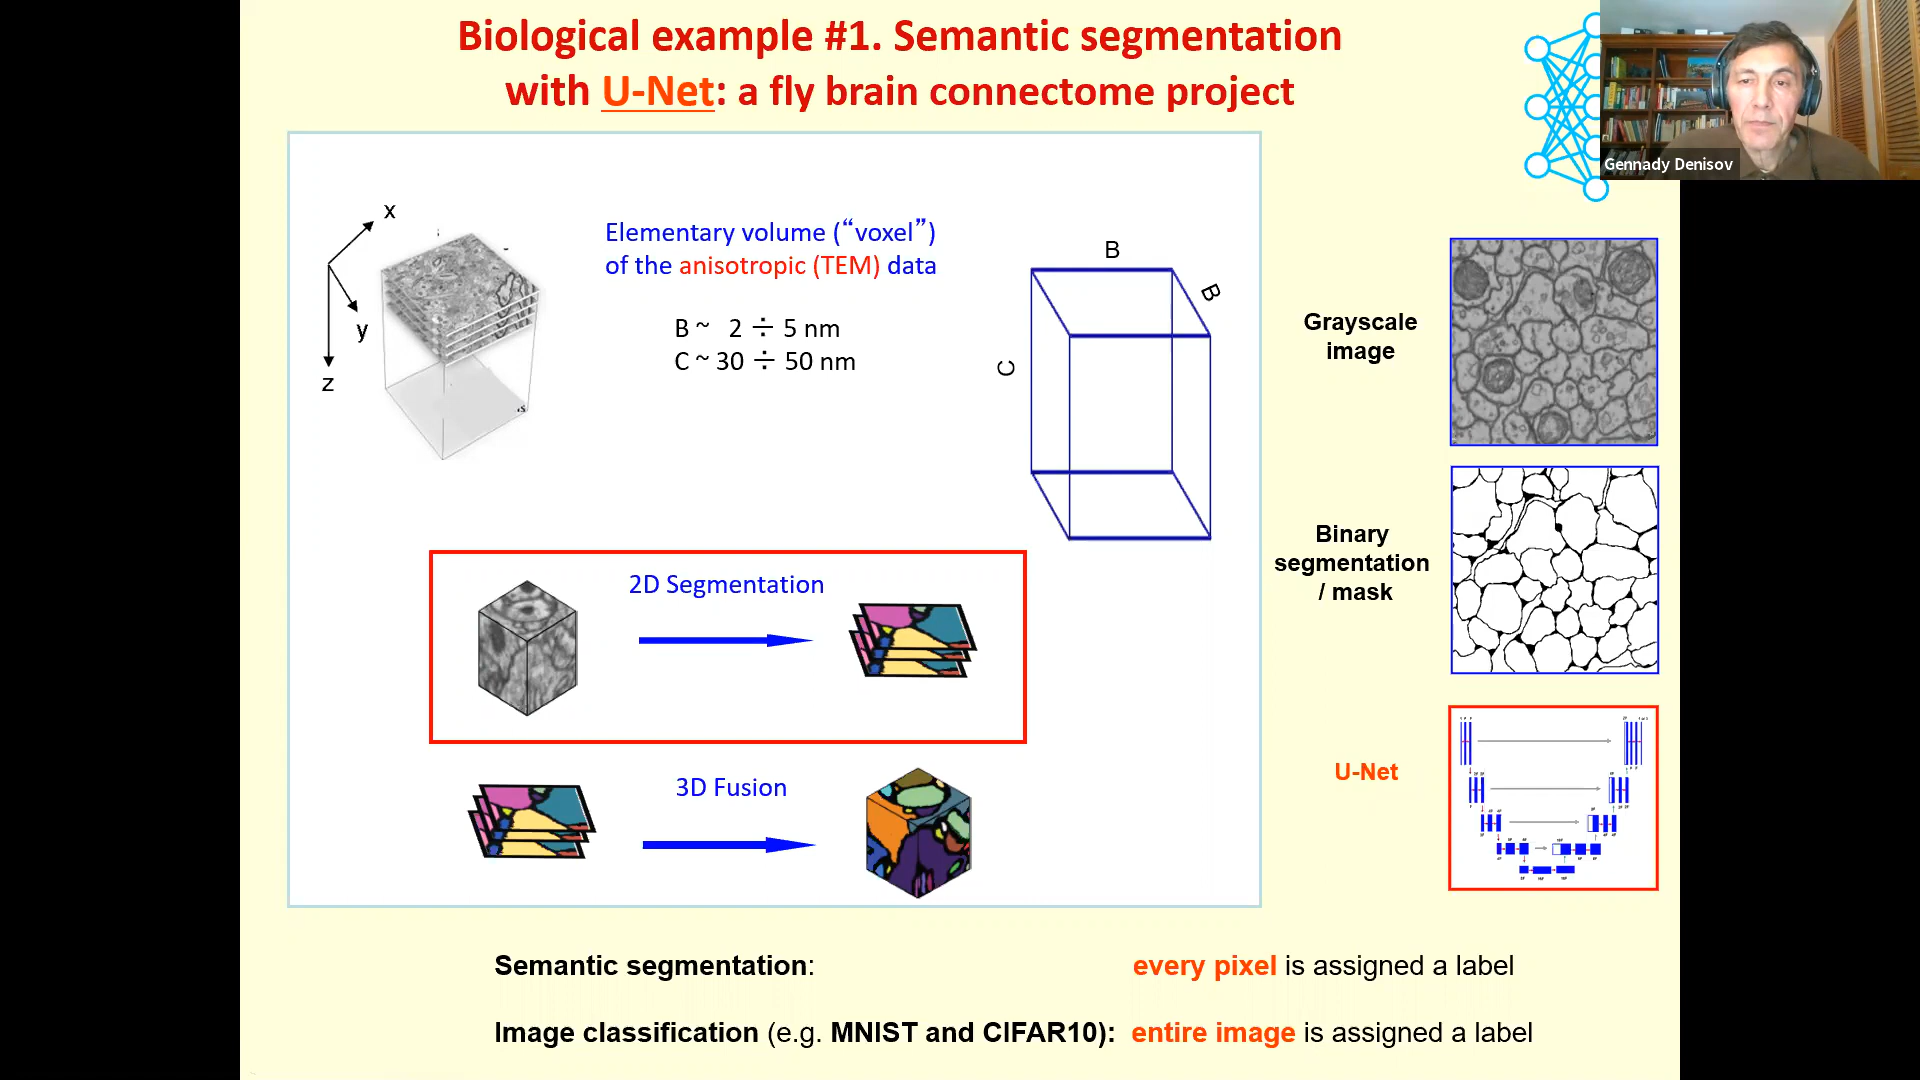 Biological example #1. Semantic segmentation
with U-Net: a fly brain connectome project
Gennady Denisov
x
y
z
Elementary volume (“voxel”)
of the anisotropic (TEM) data
B ~ 2 ÷ 5 nm
C ~ 30 ÷ 50 nm
B
B
C
Grayscale
image
Binary
segmentation
/ mask
2D Segmentation
3D Fusion
U-Net
Semantic segmentation: every pixel is assigned a label
Image classification (e.g. MNIST and CIFAR10): entire image is assigned a label